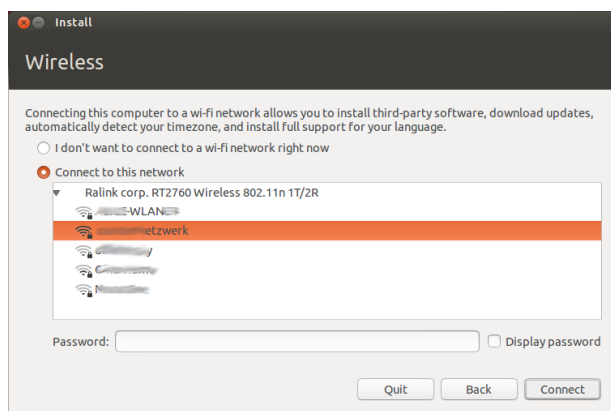 Install
Wireless
Connecting this computer to a wi-fi network allows you to install third-party software, download updates,
automatically detect your timezone, and install full support for your language.
I don't want to connect to a wi-fi network right now
Connect to this network
Ralink corp. RT2760 Wireless 802.11n 1T/2R
-WLAN
etzwerk
Password:
Display password
Quit
Back
Connect